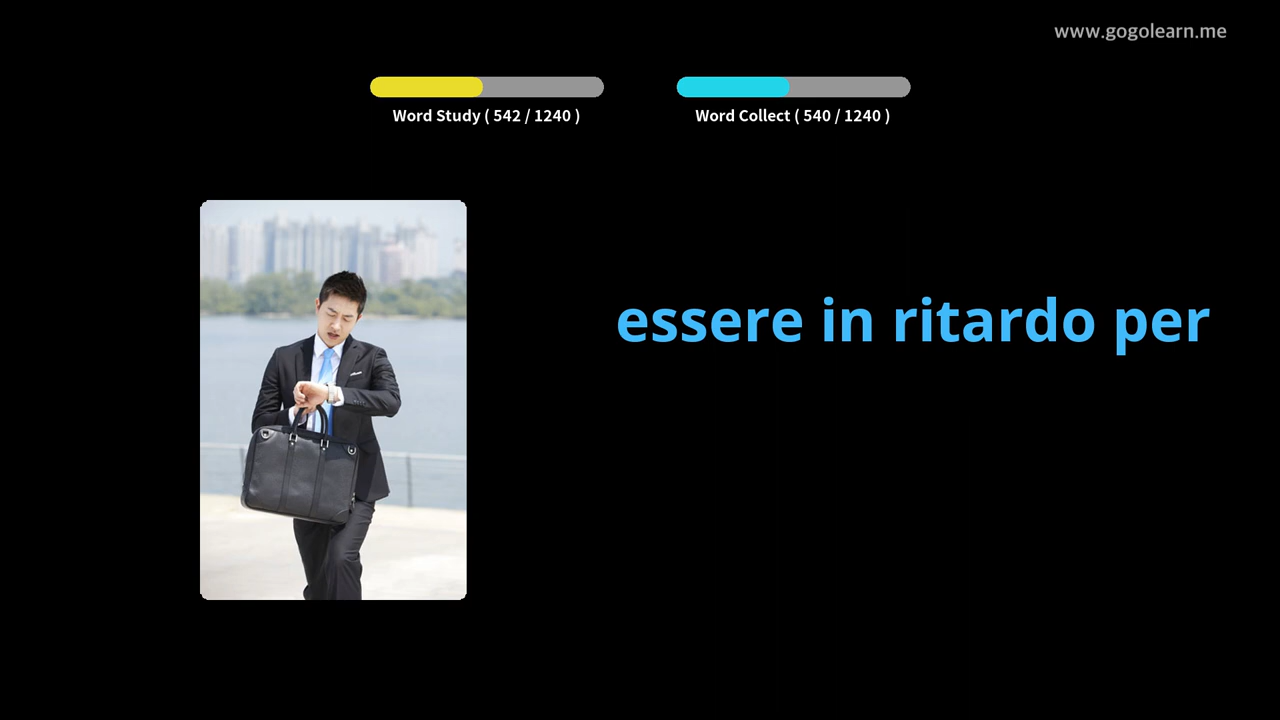 www.gogolearn.me
Word Study ( 542 / 1240 )
Word Collect ( 540 / 1240 )
essere in ritardo per